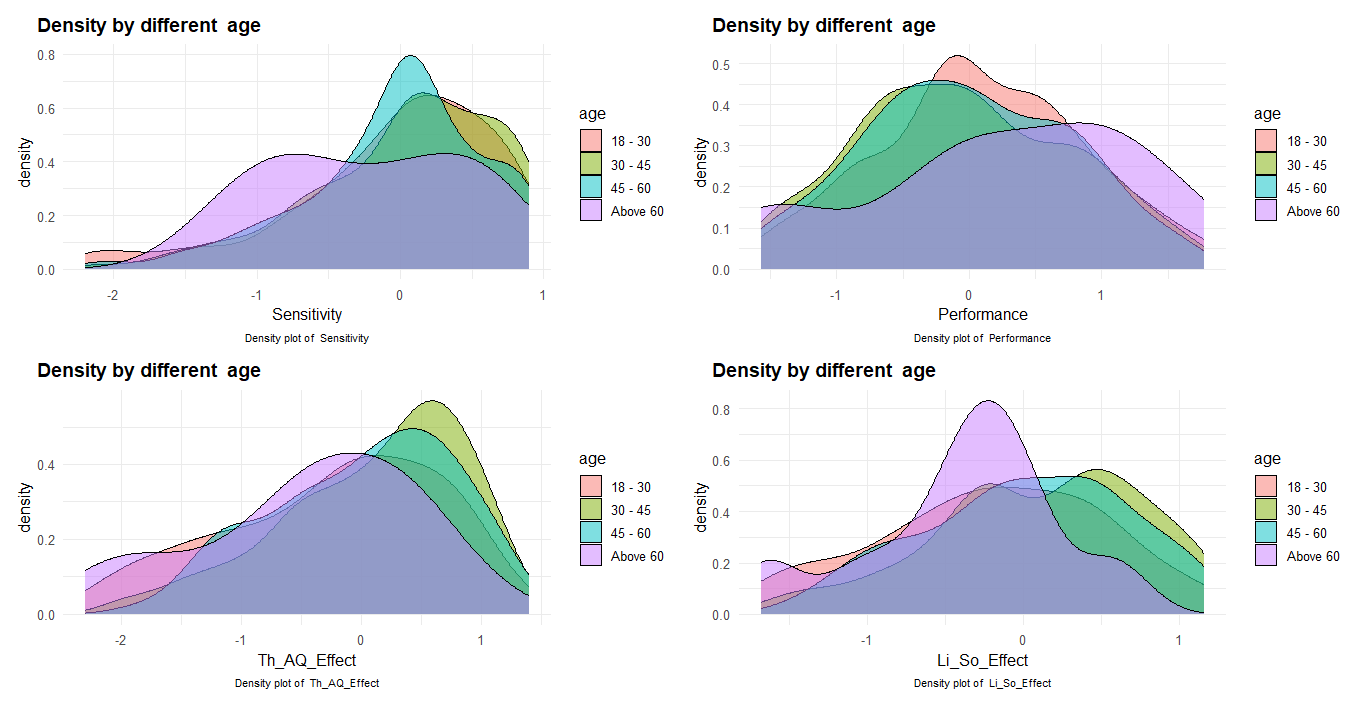 Density by different age
0.8
0.6
0.4
0.2
0.0
density
-2
-1
0
1
Sensitivity
Density plot of Sensitivity
age
18 - 30
30 - 45
45 - 60
Above 60
Density by different age
0.5
0.4
0.3
0.2
0.1
0.0
density
-1
0
1
Performance
Density plot of Performance
age
18 - 30
30 - 45
45 - 60
Above 60
Density by different age
0.4
0.2
0.0
density
-2
-1
0
1
Th_AQ_Effect
Density plot of Th_AQ_Effect
age
18 - 30
30 - 45
45 - 60
Above 60
Density by different age
0.8
0.6
0.4
0.2
0.0
density
-1
0
1
Li_So_Effect
Density plot of Li_So_Effect
age
18 - 30
30 - 45
45 - 60
Above 60